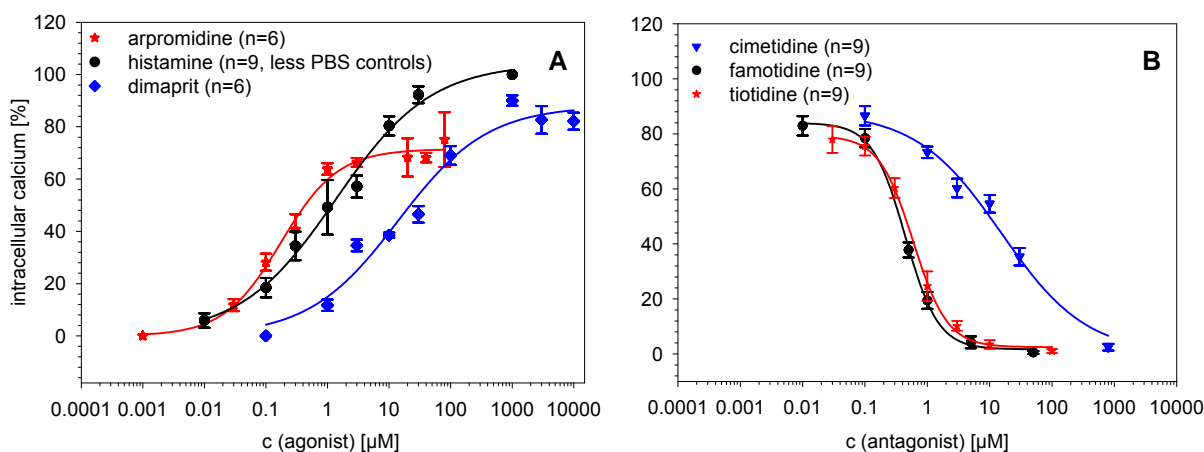 120
100
80
60
40
20
0
intracellular calcium [%]
arpromidine (n=6)
histamine (n=9, less PBS controls)
dimaprit (n=6)
A
0.0001 0.001 0.01 0.1 1 10 100 1000 10000
c (agonist) [µM]
120
100
80
60
40
20
0
cimetidine (n=9)
famotidine (n=9)
tiotidine (n=9)
B
0.0001 0.001 0.01 0.1 1 10 100 1000 10000
c (antagonist) [µM]